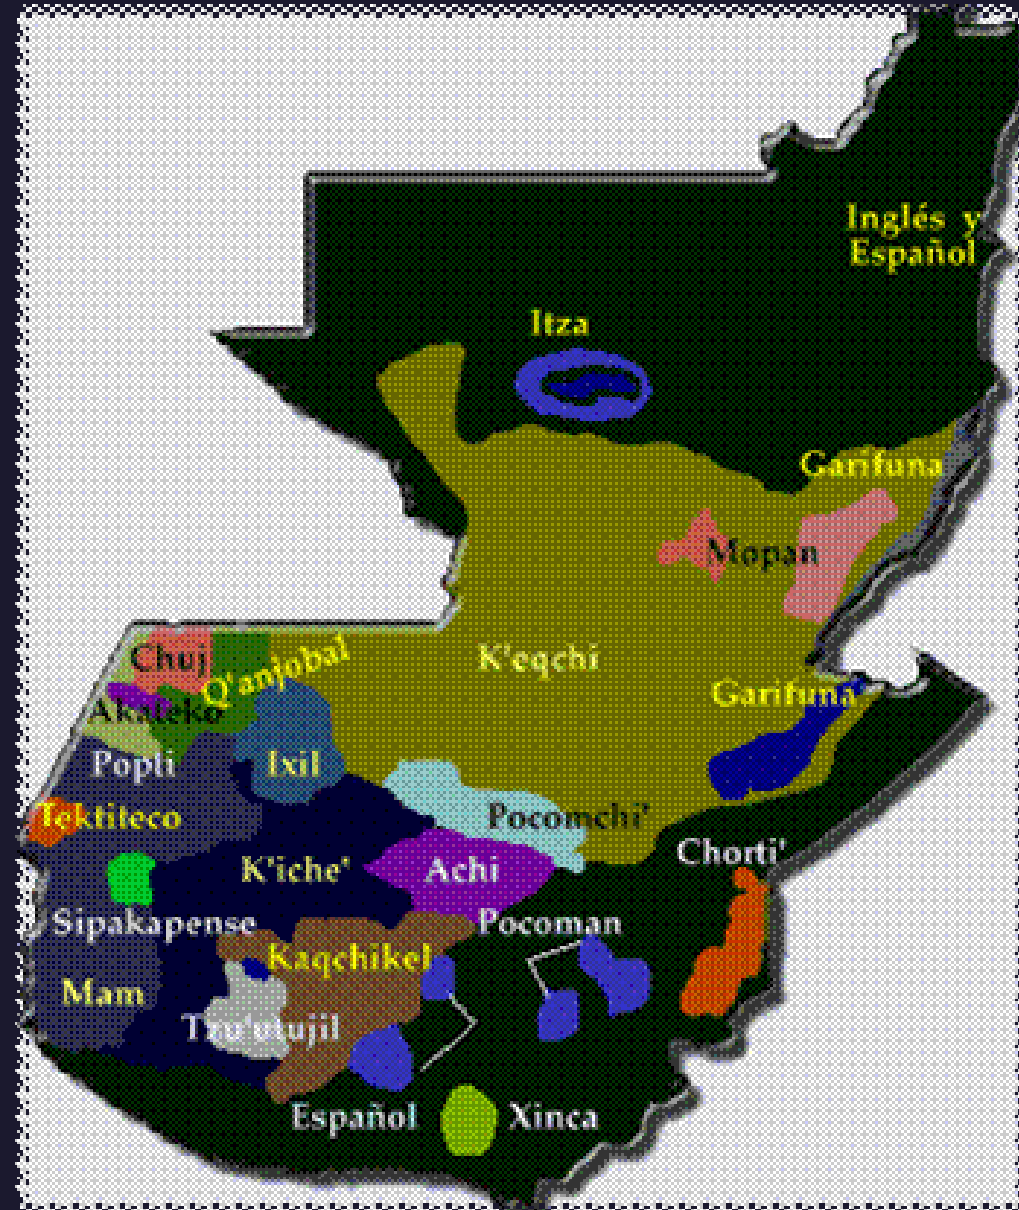 Inglés y
Español
Itza
Garifuna
Mopan
Chuj
Q'anjobal
K'eqchi
Garifuna
Akateko
Popti
Ixil
Tektiteco
Pocomchi'
Chorti'
K'iche'
Achi
Sipakapense
Pocoman
Kaqchikel
Mam
Tzu'utujil
Español
Xinca